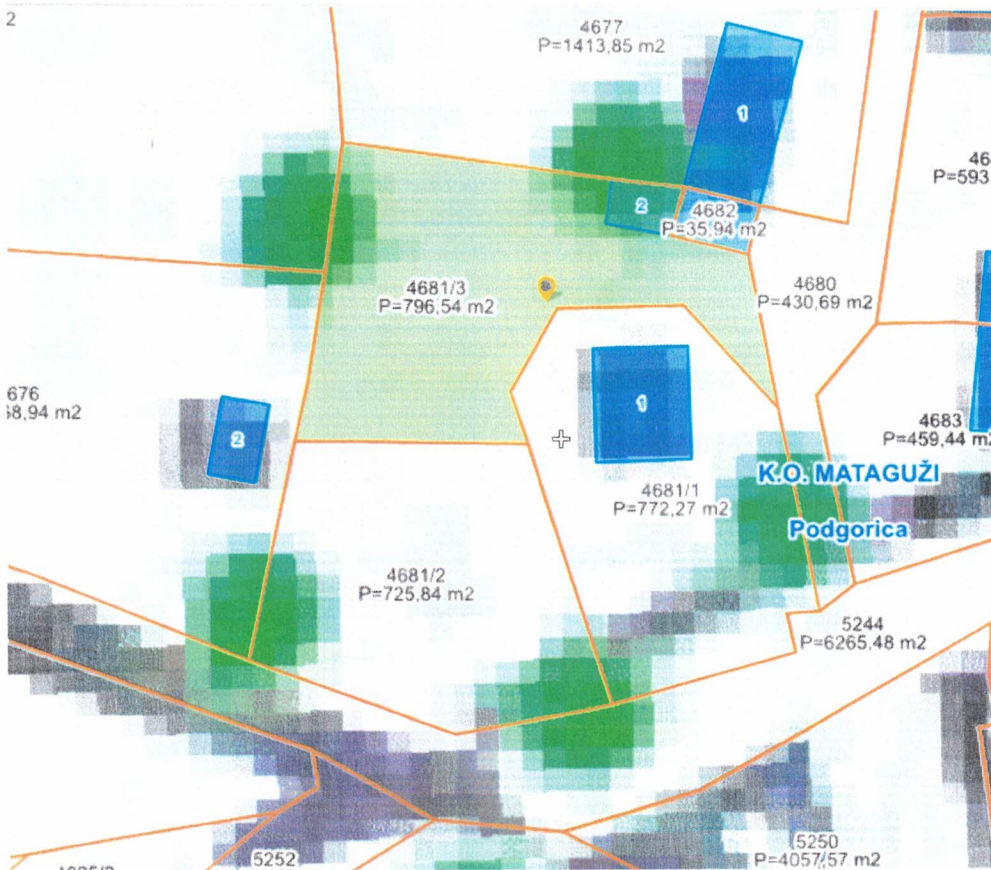 2
4677
P=1413,85 m2
1
2
4682
P=35,94 m2
P=593,
4681/3
P=796,54 m2
4680
P=430,69 m2
676
68,94 m2
2
1
4683
P=459,44 m2
K.O. MATAGUŽI
4681/1
P=772,27 m2
Podgorica
4681/2
P=725,84 m2
5244
P=6265,48 m2
5252
5250
P=4057,57 m2